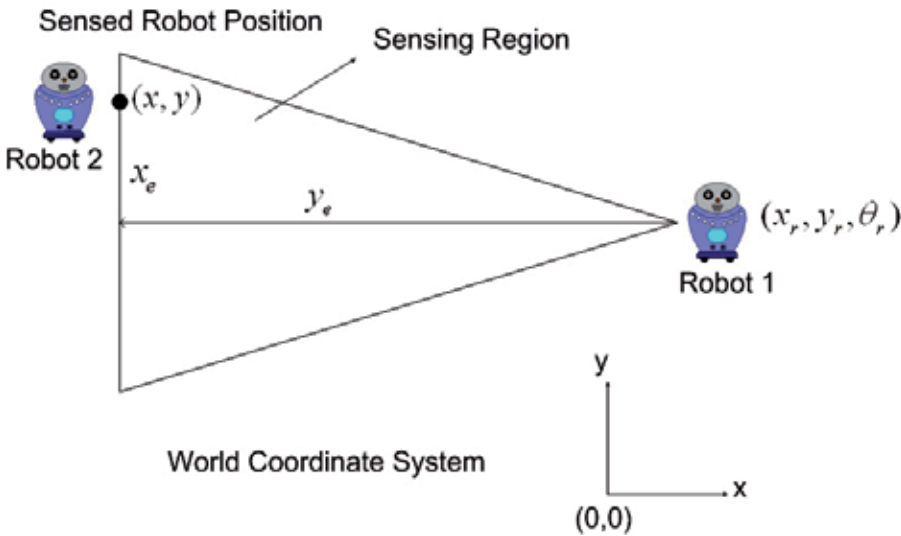 Sensed Robot Position
Sensing Region
(x, y)
Robot 2
x_e
y_e
(x_r, y_r, θ_r)
Robot 1
y
World Coordinate System
x
(0,0)